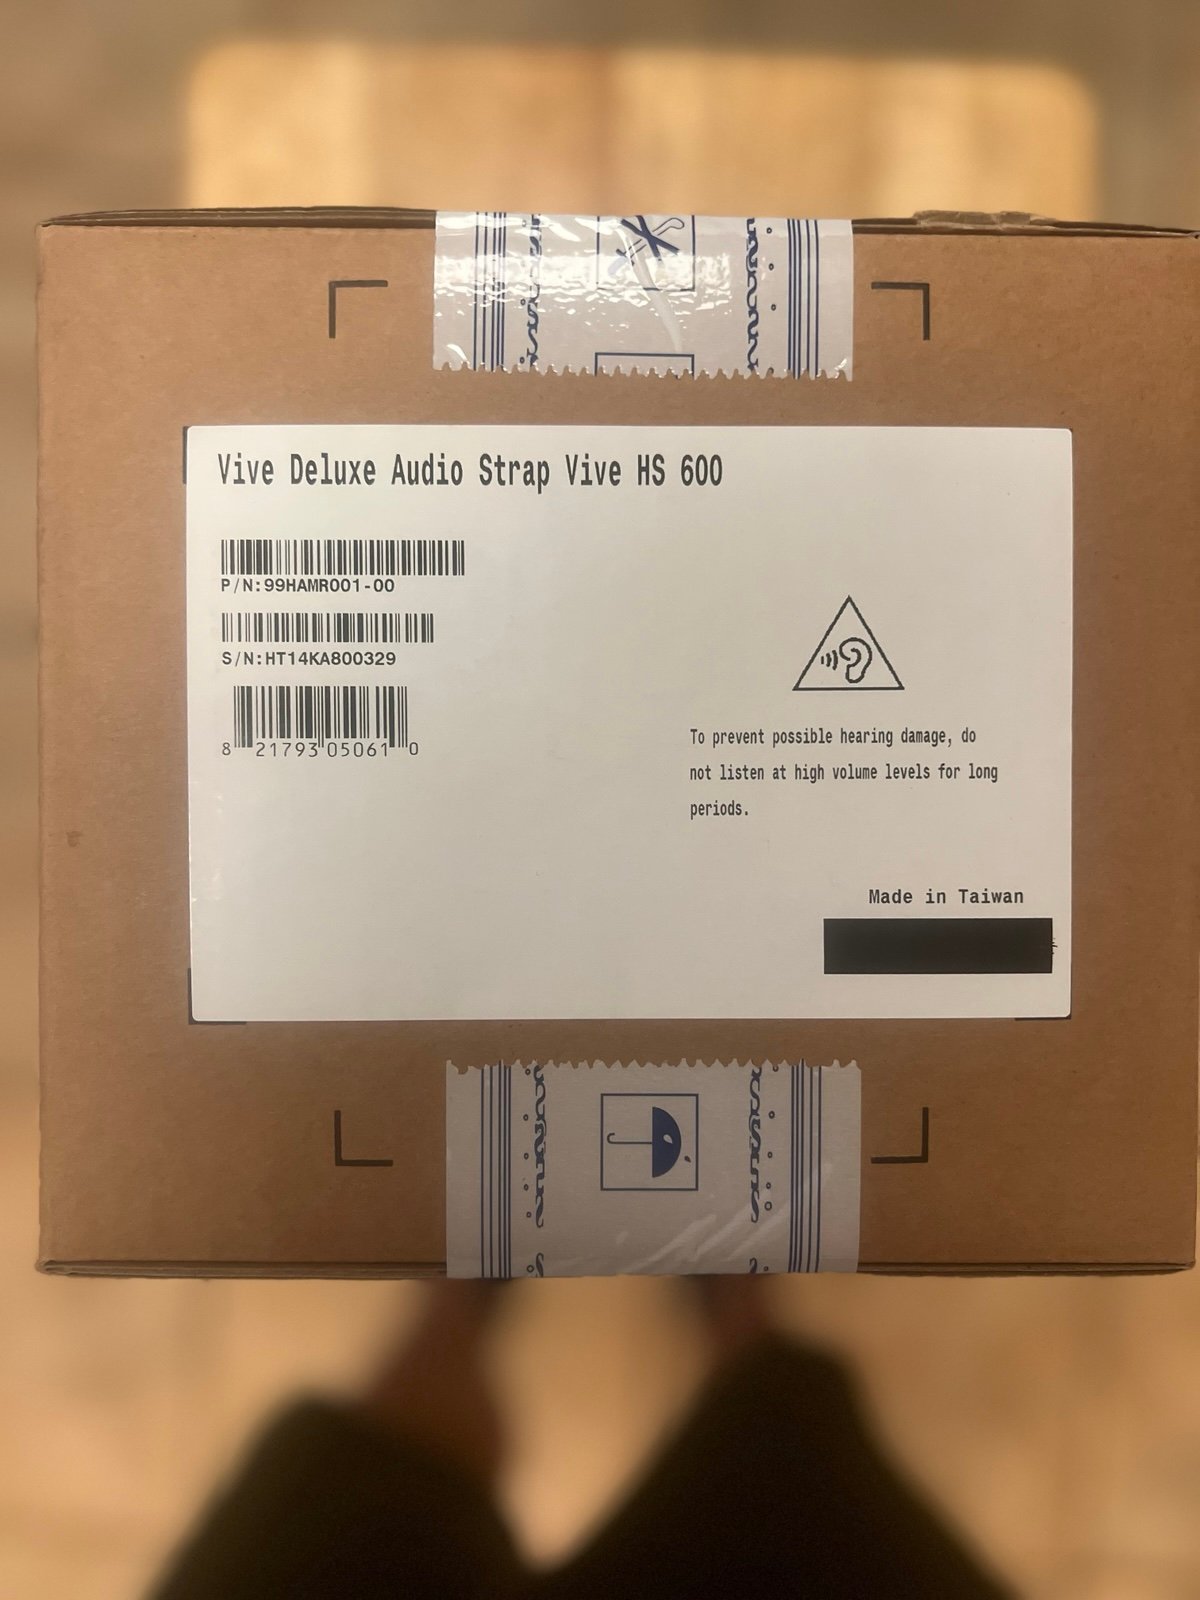 Vive Deluxe Audio Strap Vive HS 600
P/N:99HAMR001-00
S/N:HT14KA800329
8 21793 05061 0
To prevent possible hearing damage, do
not listen at high volume levels for long
periods.
Made in Taiwan